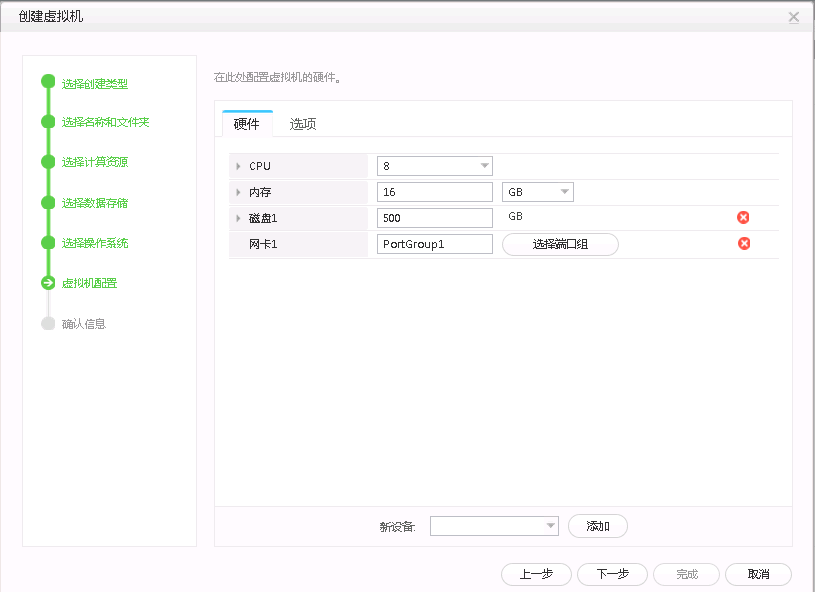 创建虚拟机
选择创建类型
选择名称和文件夹
选择计算资源
选择数据存储
选择操作系统
虚拟机配置
确认信息
在此处配置虚拟机的硬件。
硬件 选项
CPU 8
内存 16 GB
磁盘1 500 GB
网卡1 PortGroup1 选择端口组
新设备: 添加
上一步 下一步 完成 取消